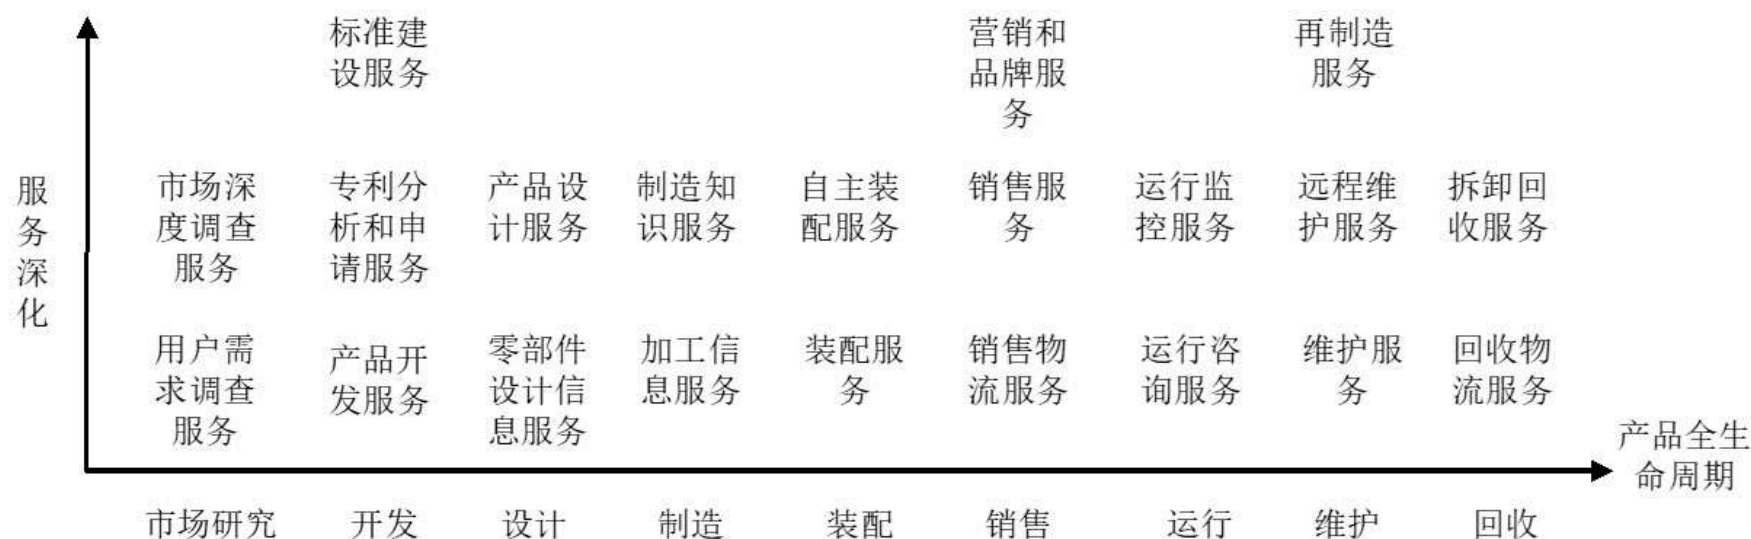 标准建
设服务
营销和
品牌服
务
再制造
服务
服
务
深
化
市场深
度调查
服务
专利分
析和申
请服务
产品设
计服务
制造知
识服务
自主装
配服务
销售服
务
运行监
控服务
远程维
护服务
拆卸回
收服务
用户需
求调查
服务
产品开
发服务
零部件
设计信
息服务
加工信
息服务
装配服
务
销售物
流服务
运行咨
询服务
维护服
务
回收物
流服务
产品全生
命周期
市场研究
开发
设计
制造
装配
销售
运行
维护
回收